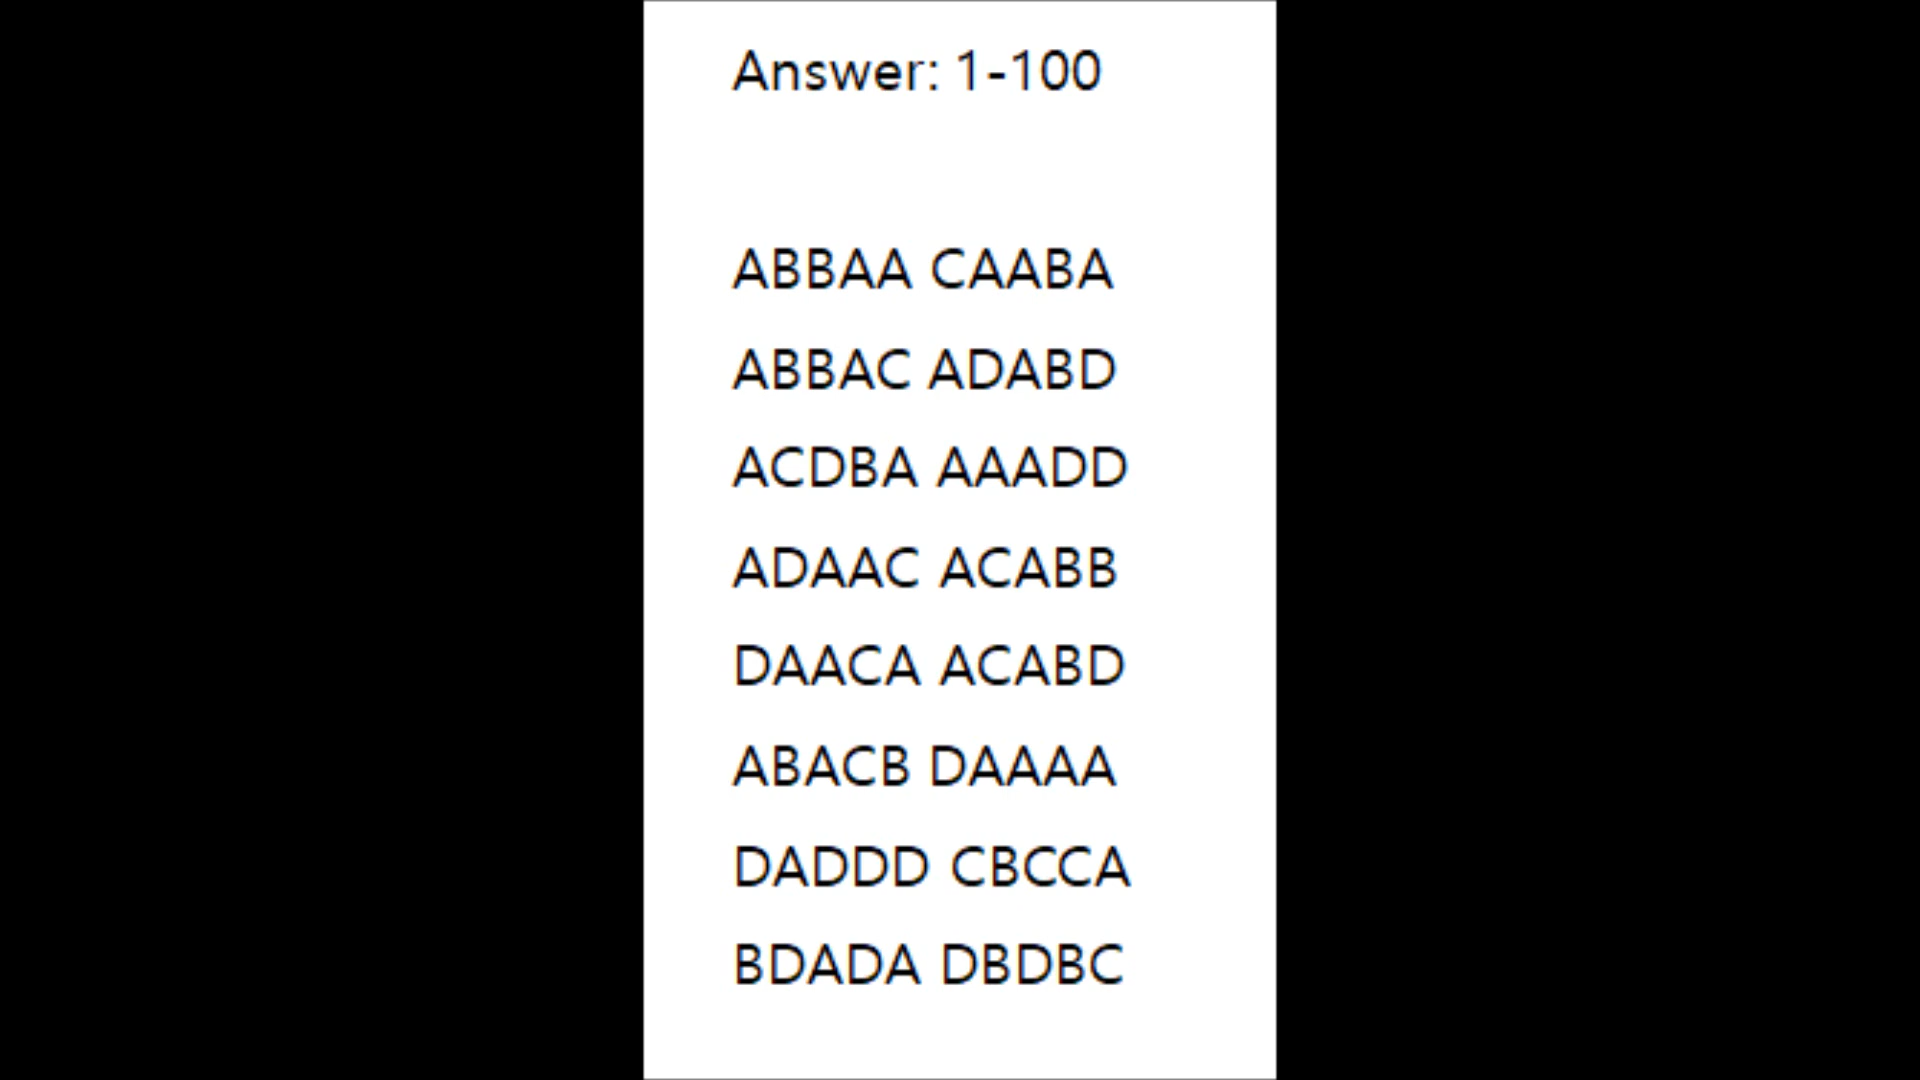 Answer: 1-100
ABBAA CAABA
ABBAC ADABD
ACDBA AAADD
ADAAC ACABB
DAACA ACABD
ABACB DAAAA
DADDD CBCCA
BDADA DBDBC